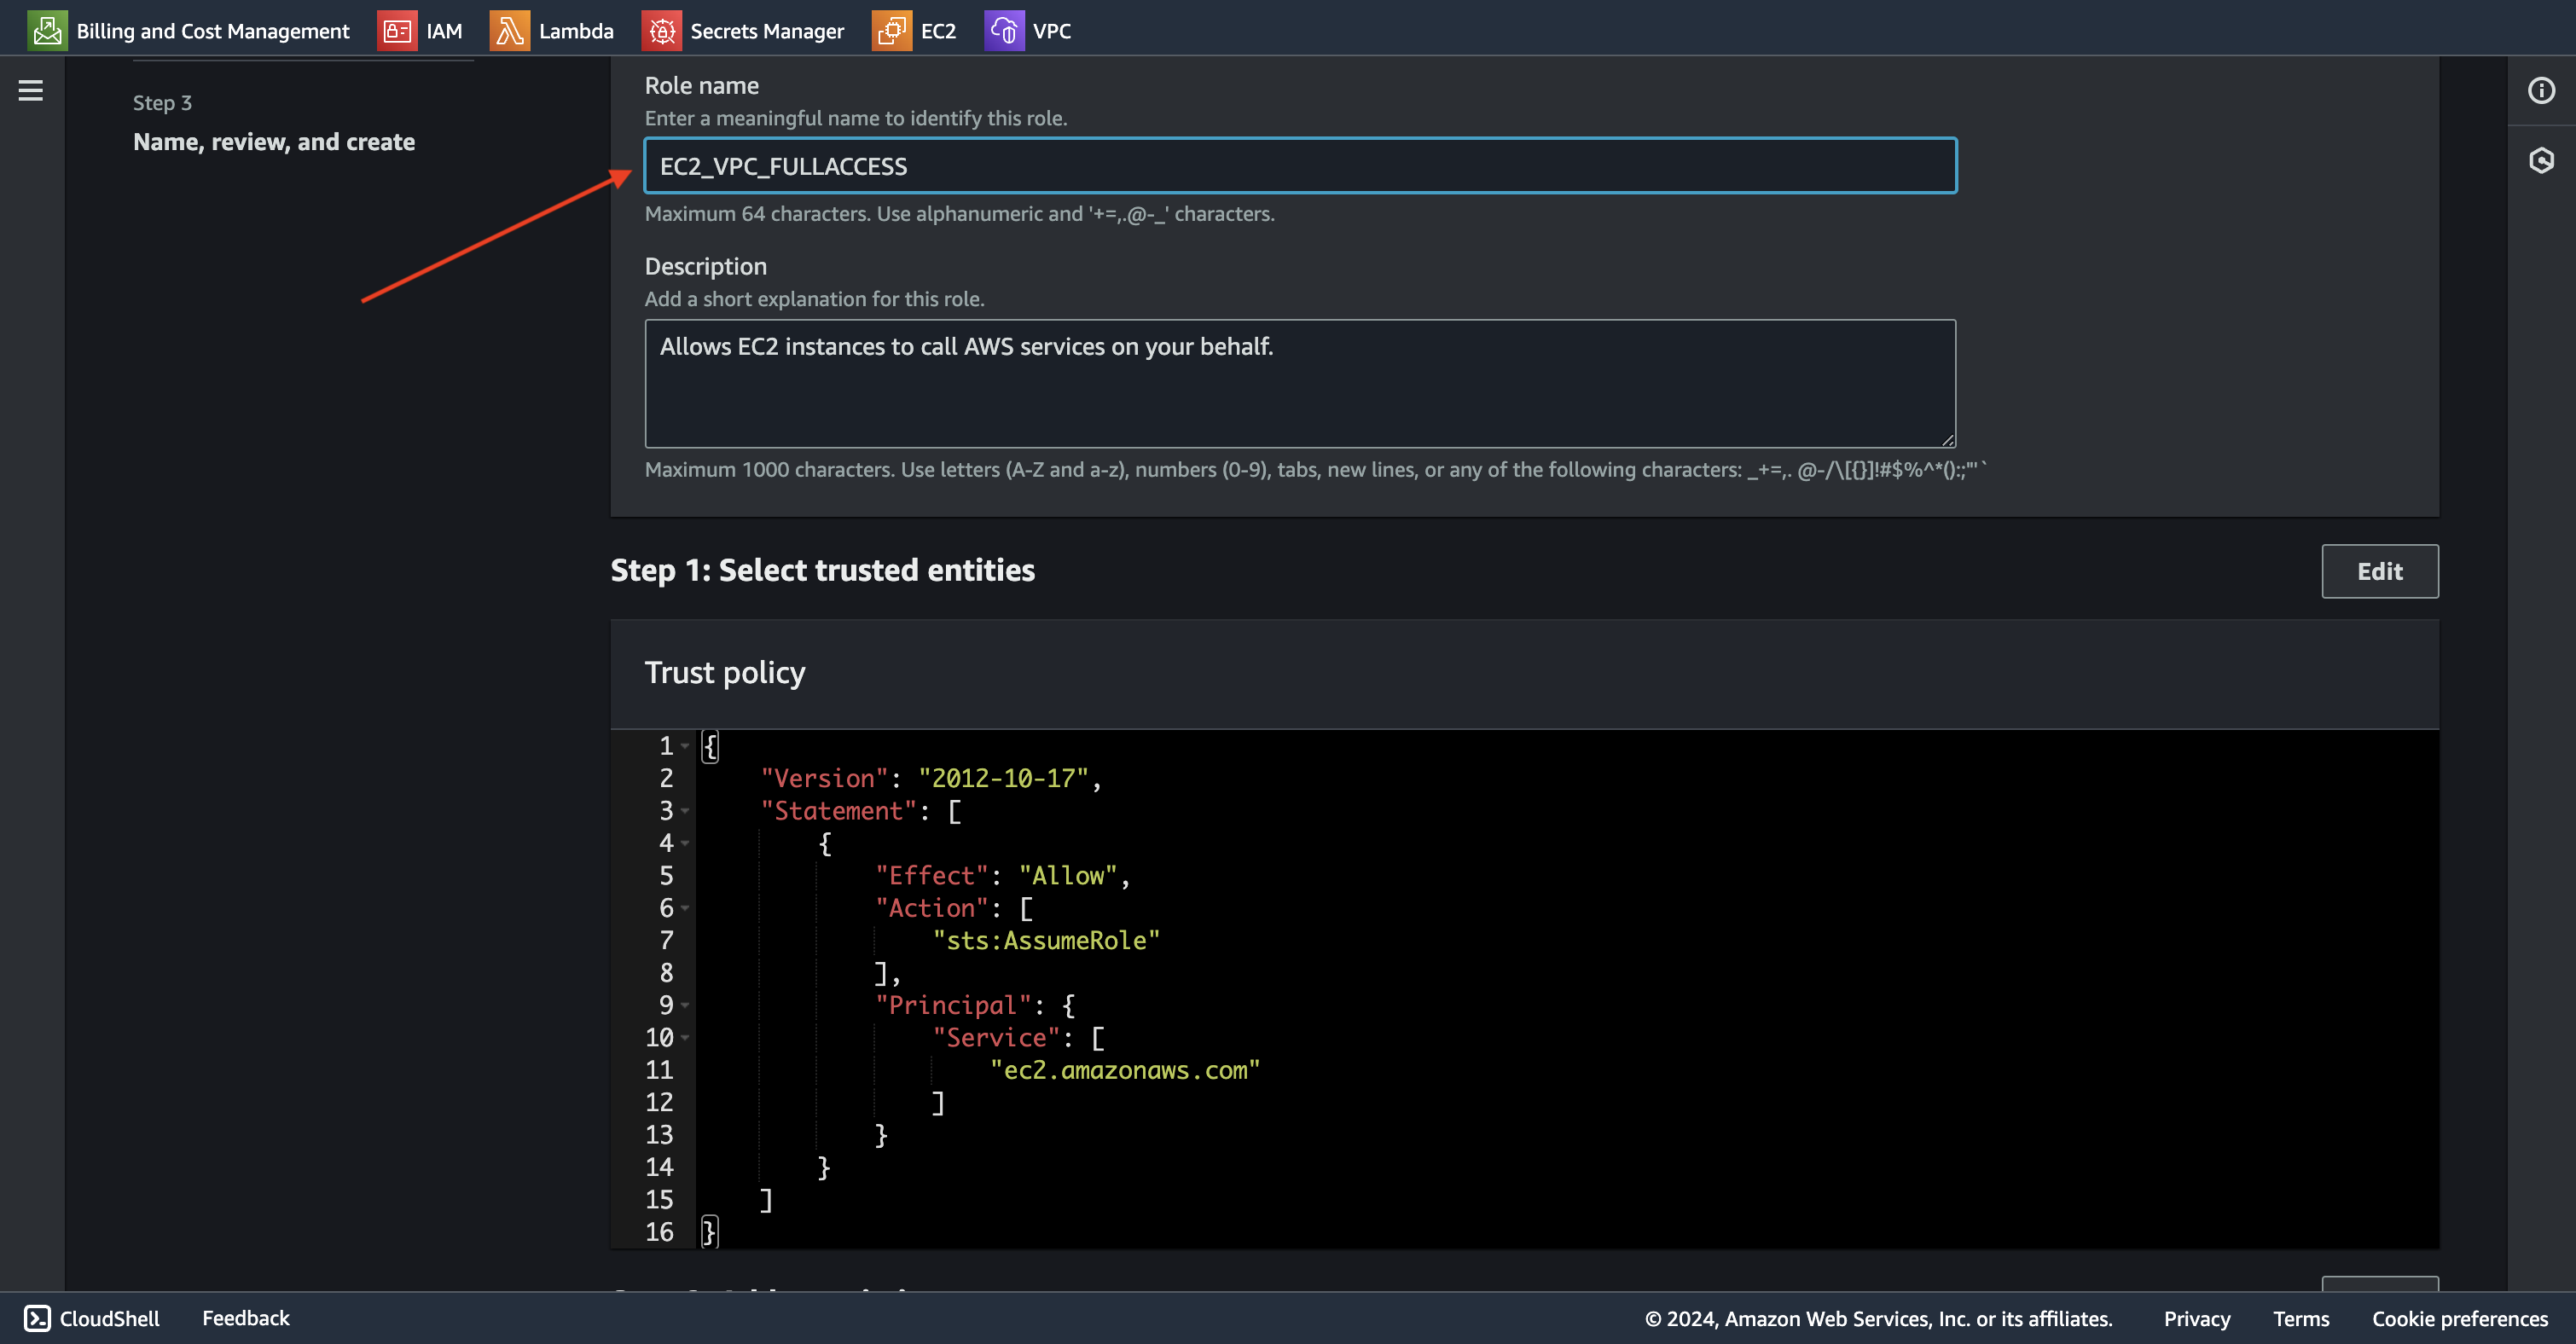 Billing and Cost Management IAM Lambda Secrets Manager EC2 VPC
Step 3
Name, review, and create
Role name
Enter a meaningful name to identify this role.
EC2_VPC_FULLACCESS
Maximum 64 characters. Use alphanumeric and '+=,.@-_' characters.
Description
Add a short explanation for this role.
Allows EC2 instances to call AWS services on your behalf.
Maximum 1000 characters. Use letters (A-Z and a-z), numbers (0-9), tabs, new lines, or any of the following characters: _+=,. @-/\[{}]!#$%^*();:"'`
Step 1: Select trusted entities
Edit
Trust policy
1 {
2 "Version": "2012-10-17",
3 "Statement": [
4 {
5 "Effect": "Allow",
6 "Action": [
7 "sts:AssumeRole"
8 ],
9 "Principal": {
10 "Service": [
11 "ec2.amazonaws.com"
12 ]
13 }
14 }
15 ]
16 }
CloudShell Feedback © 2024, Amazon Web Services, Inc. or its affiliates. Privacy Terms Cookie preferences